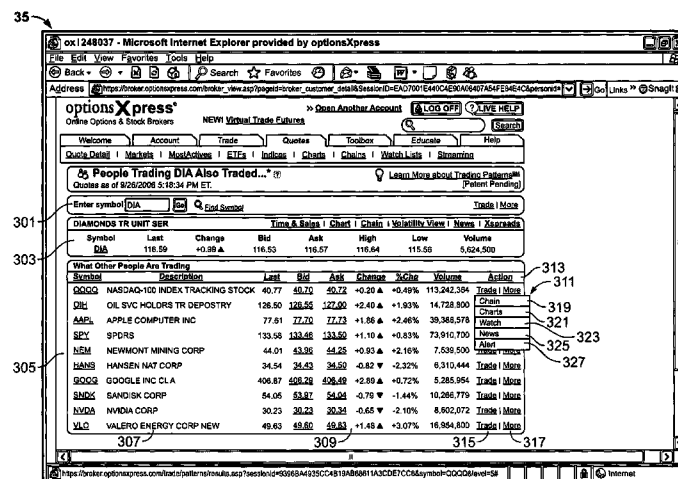 35
ox | 248037 - Microsoft Internet Explorer provided by optionsXpress
File Edit View Favorites Tools Help
Back Search Favorites
Address https://broker.optionsxpress.com/broker_view.asp?pageid=broker_customer_detail&SessionID= Go Links » SnagIt
optionsXpress®
Online Options & Stock Brokers NEW! Virtual Trade Futures
>> Open Another Account LOG OFF ? LIVE HELP
Search
Welcome Account Trade Quotes Toolbox Educate Help
Quote Detail | Markets | MostActives | ETFs | Indices | Charts | Chains | Watch Lists | Streaming
People Trading DIA Also Traded...* Learn More about Trading Patterns
Quotes as of 9/26/2006 5:18:34 PM ET. [Patent Pending]
301 Enter symbol DIA Go Find Symbol Trade | More
DIAMONDS TR UNIT SER Time & Sales | Chart | Chain | Volatility View | News | Xspreads
303 Symbol Last Change Bid Ask High Low Volume
DIA 116.59 +0.99 ▲ 116.53 116.57 116.64 115.56 5,624,500
What Other People Are Trading
313
Symbol Description Last Bid Ask Change %Chg Volume Action
311
QQQQ NASDAQ-100 INDEX TRACKING STOCK 40.77 40.70 40.72 +0.20 ▲ +0.49% 113,242,384 Trade | More
OIH OIL SVC HOLDRS TR DEPOSTRY 126.50 126.55 127.00 +2.40 ▲ +1.93% 14,728,800 Chain 319
AAPL APPLE COMPUTER INC 77.61 77.70 77.73 +1.86 ▲ +2.46% 39,386,578 Charts 321
Watch 323
SPY SPDRS 133.58 133.46 133.50 +1.10 ▲ +0.83% 73,910,700 News 325
Alert 327
305 NEM NEWMONT MINING CORP 44.01 43.96 44.25 +0.93 ▲ +2.16% 7,539,500 Trade | More
HANS HANSEN NAT CORP 34.54 34.43 34.50 -0.82 ▼ -2.32% 6,310,444 Trade | More
GOOG GOOGLE INC CL A 406.87 406.29 406.49 +2.89 ▲ +0.72% 5,285,954 Trade | More
SNDK SANDISK CORP 54.05 53.97 54.04 -0.79 ▼ -1.44% 10,266,779 Trade | More
NVDA NVIDIA CORP 30.23 30.23 30.34 -0.65 ▼ -2.10% 8,602,072 Trade | More
VLO VALERO ENERGY CORP NEW 49.63 49.60 49.63 +1.48 ▲ +3.07% 16,954,800 Trade | More
307 309 315 317
Internet